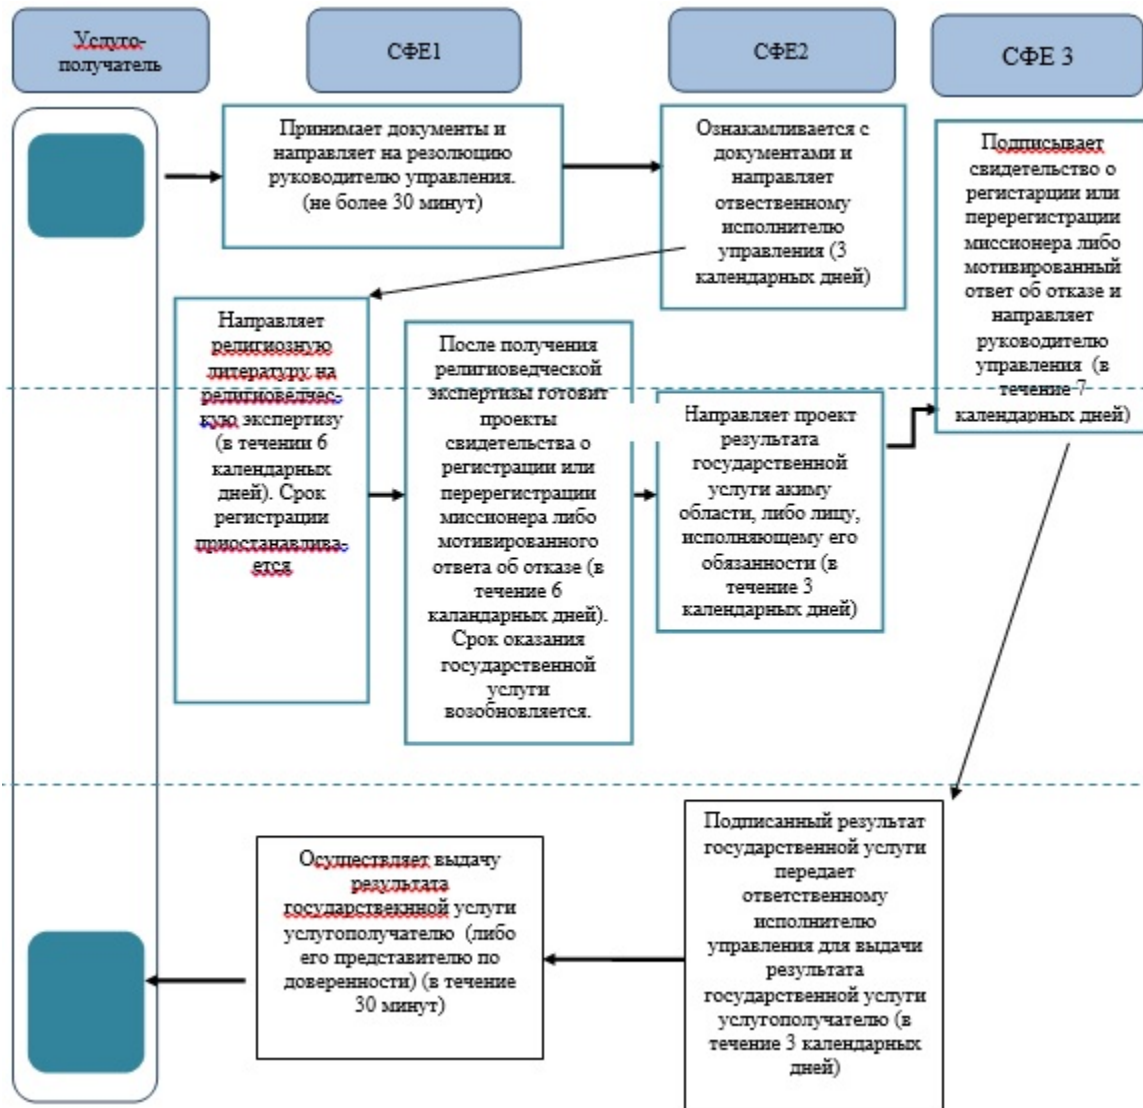 Услуго-
получатель
СФЕ1
СФЕ2
СФЕ 3
Принимает документы и
направляет на резолюцию
руководителю управления.
(не более 30 минут)
Ознакамливается с
документами и
направляет
отвественному
исполнителю
управления (3
календарных дней)
Подписывает
свидетельство о
регистарции или
перерегистрации
миссионера либо
мотивированный
ответ об отказе и
направляет
руководителю
управления (в
течение 7
календарных дней)
Направляет
религиозную
литературу на
религиоведчес-
кую экспертизу
(в течении 6
календарных
дней). Срок
регистрации
приостанавлива-
ется
После получения
религиоведческой
экспертизы готовит
проекты
свидетельства о
регистрации или
перерегистрации
миссионера либо
мотивированного
ответа об отказе (в
течение 6
каландарных дней).
Срок оказания
государственной
услуги
возобновляется.
Направляет проект
результата
государственной
услуги акиму
области, либо лицу,
исполняющему его
обязанности (в
течение 3
календарных дней)
Осуществляет выдачу
результата
государствекнной услуги
услугополучателю (либо
его представителю по
доверенности) (в течение
30 минут)
Подписанный результат
государственной услуги
передает
ответственному
исполнителю
управления для выдачи
результата
государственной услуги
услугополучателю (в
течение 3 календарных
дней)